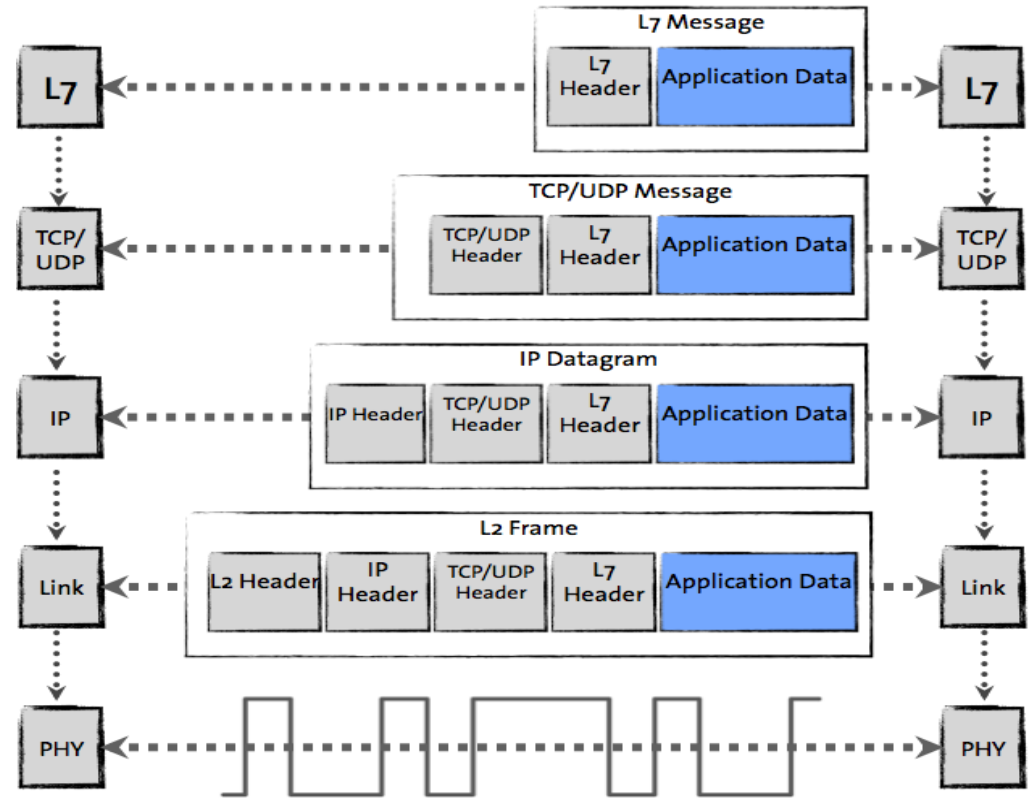 L7 Message
L7
L7
Header
Application Data
L7
TCP/UDP Message
TCP/
UDP
TCP/UDP
Header
L7
Header
Application Data
TCP/
UDP
IP Datagram
IP
IP Header
TCP/UDP
Header
L7
Header
Application Data
IP
L2 Frame
Link
L2 Header
IP
Header
TCP/UDP
Header
L7
Header
Application Data
Link
PHY
PHY